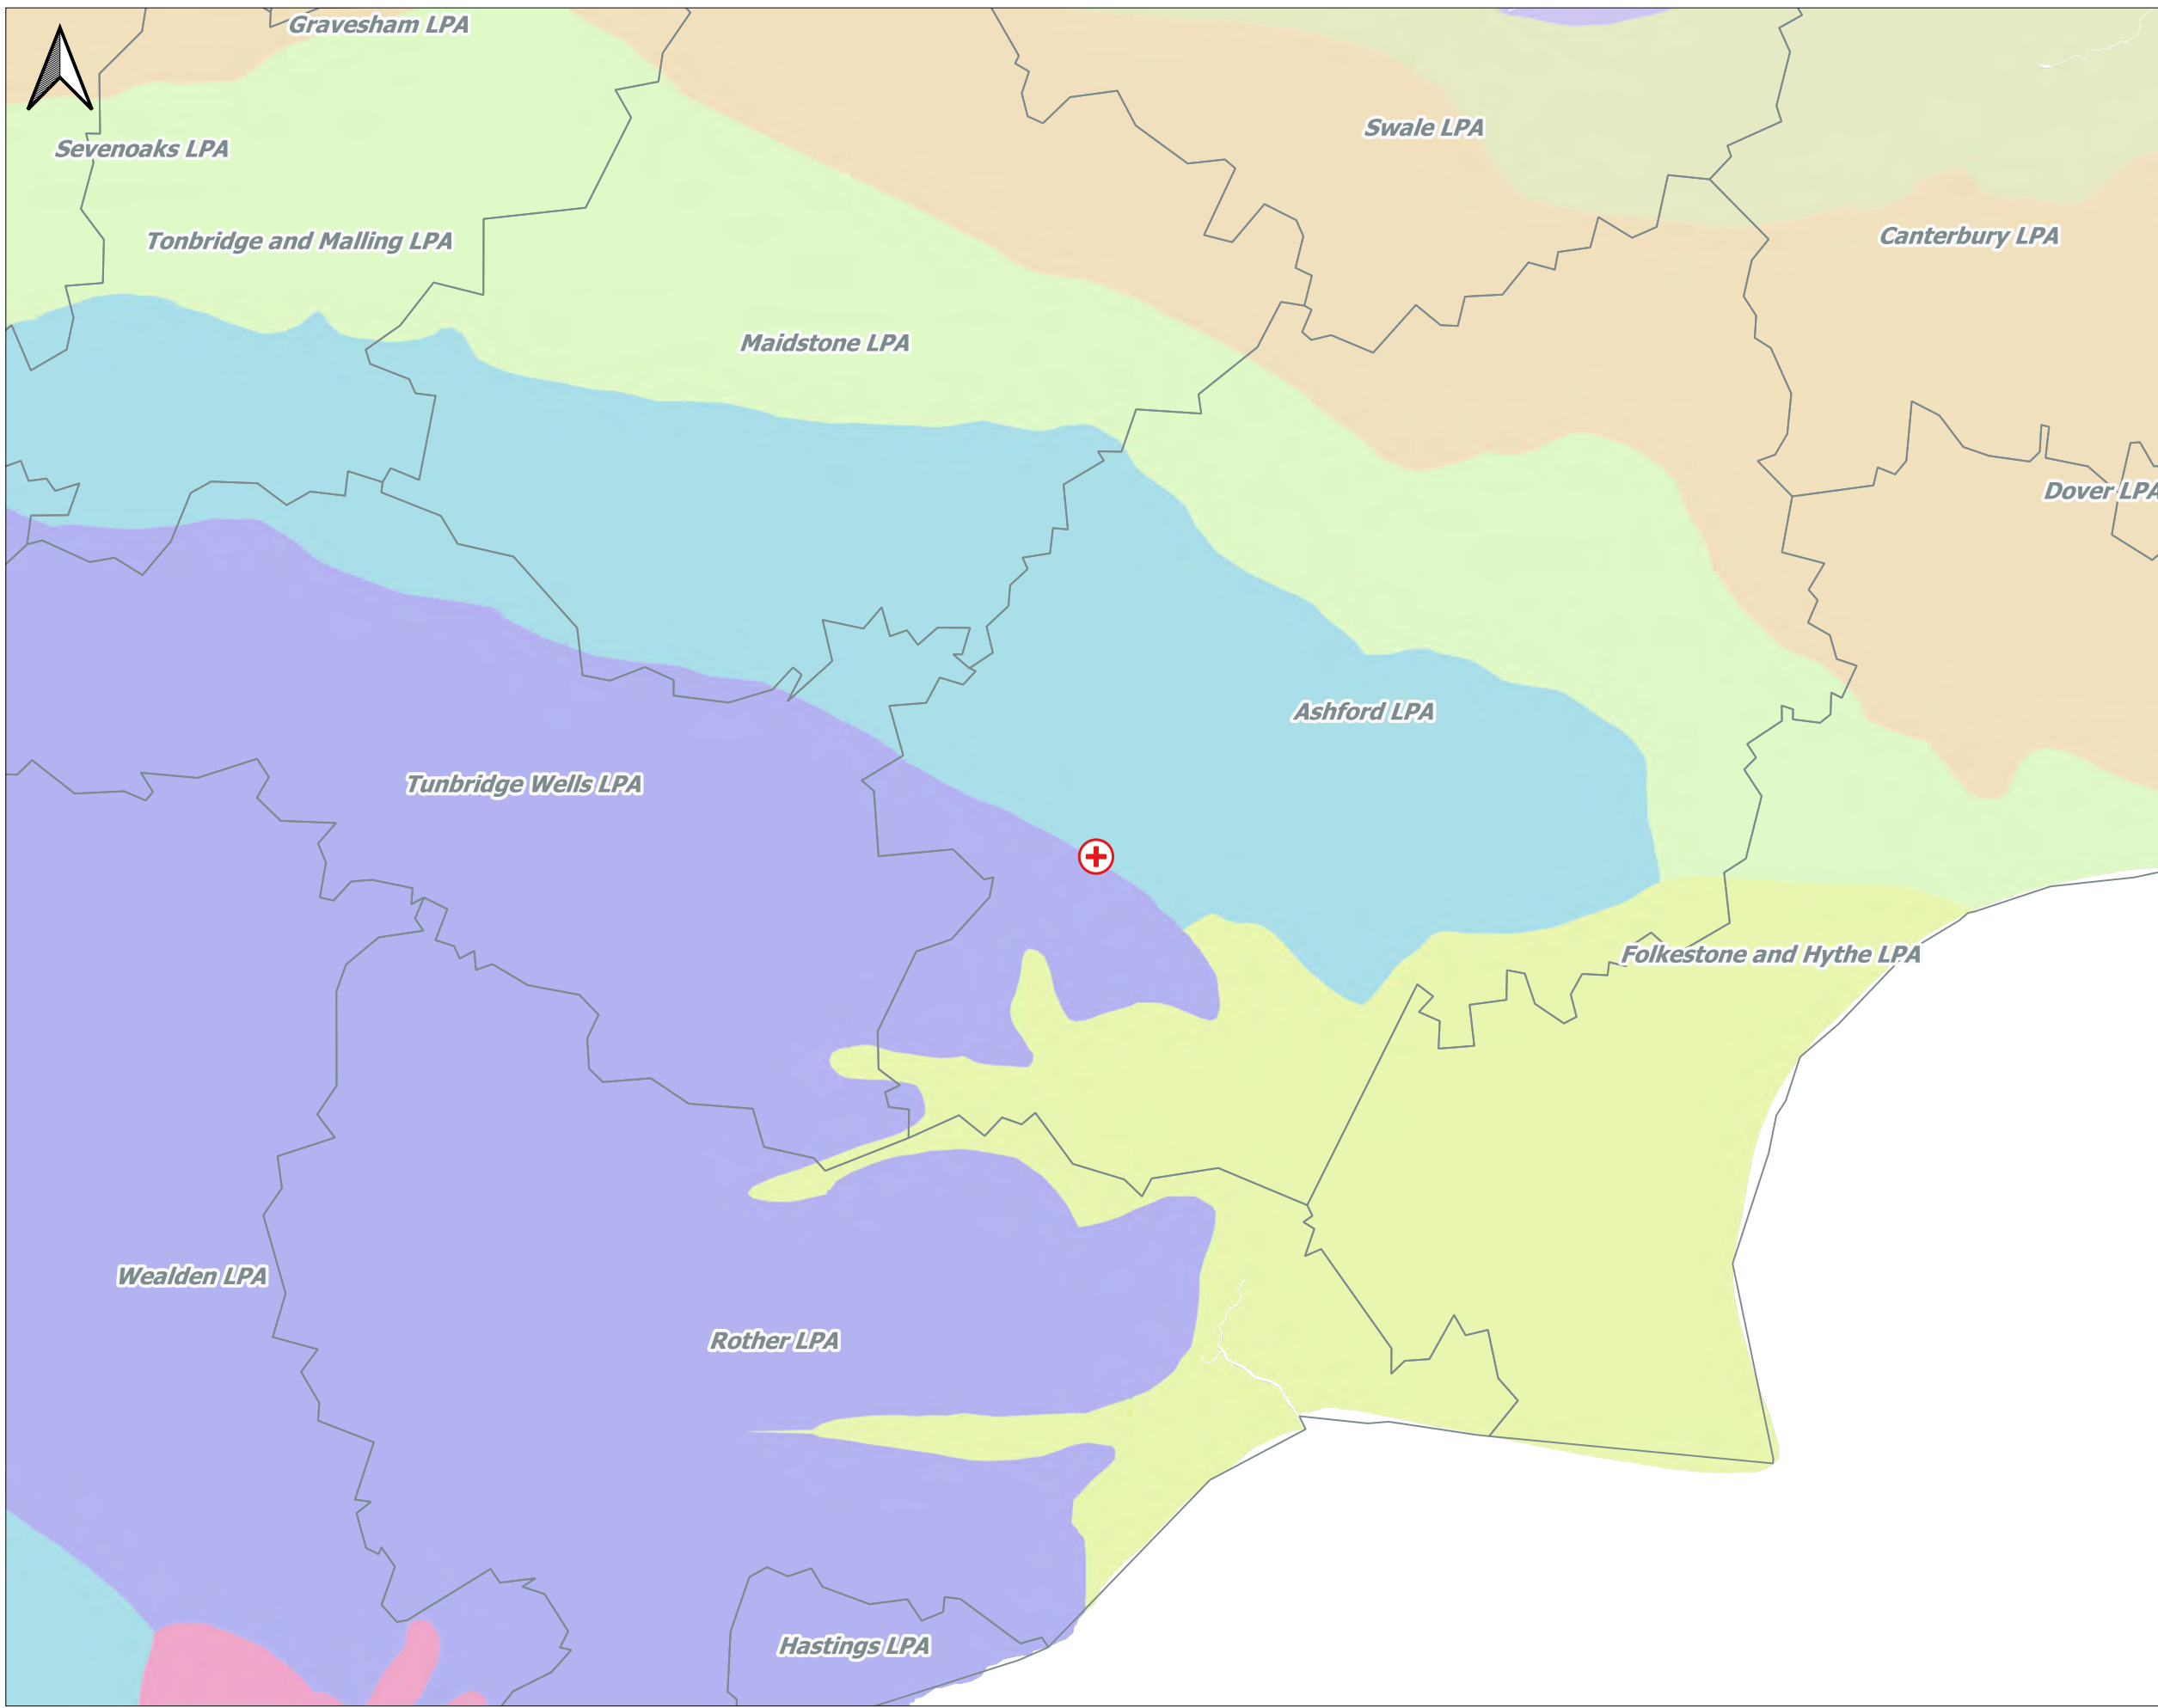 Gravesham LPA
Swale LPA
Sevenoaks LPA
Canterbury LPA
Tonbridge and Malling LPA
Maidstone LPA
Dover LPA
Ashford LPA
Tunbridge Wells LPA
Folkestone and Hythe LPA
Wealden LPA
Rother LPA
Hastings LPA